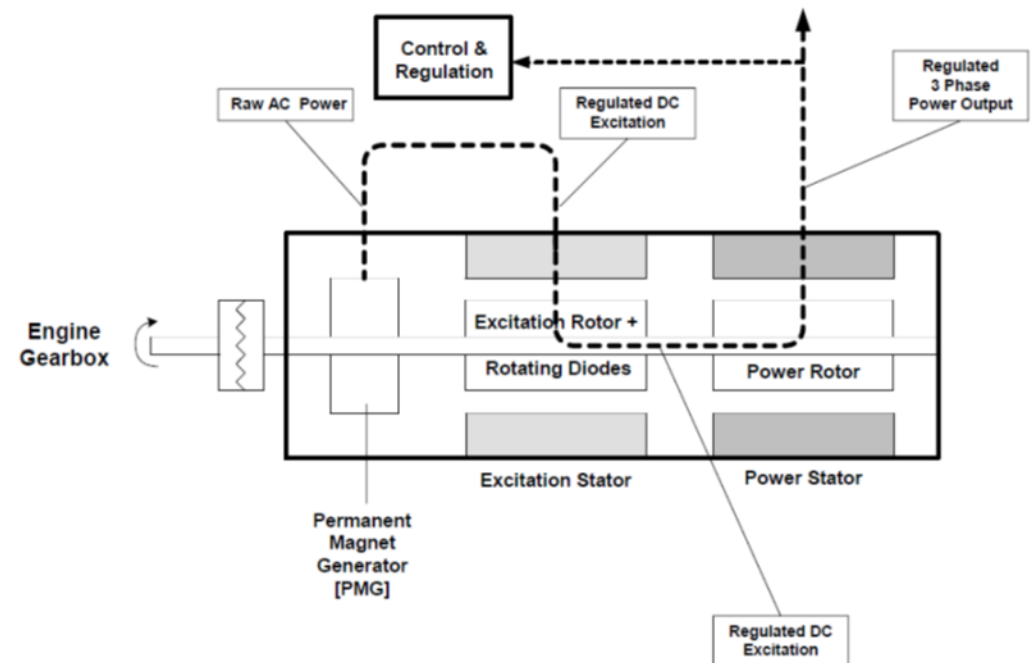 Control &
Regulation
Regulated
3 Phase
Power Output
Raw AC Power
Regulated DC
Excitation
Engine
Gearbox
Excitation Rotor +
Rotating Diodes
Power Rotor
Excitation Stator
Power Stator
Permanent
Magnet
Generator
[PMG]
Regulated DC
Excitation